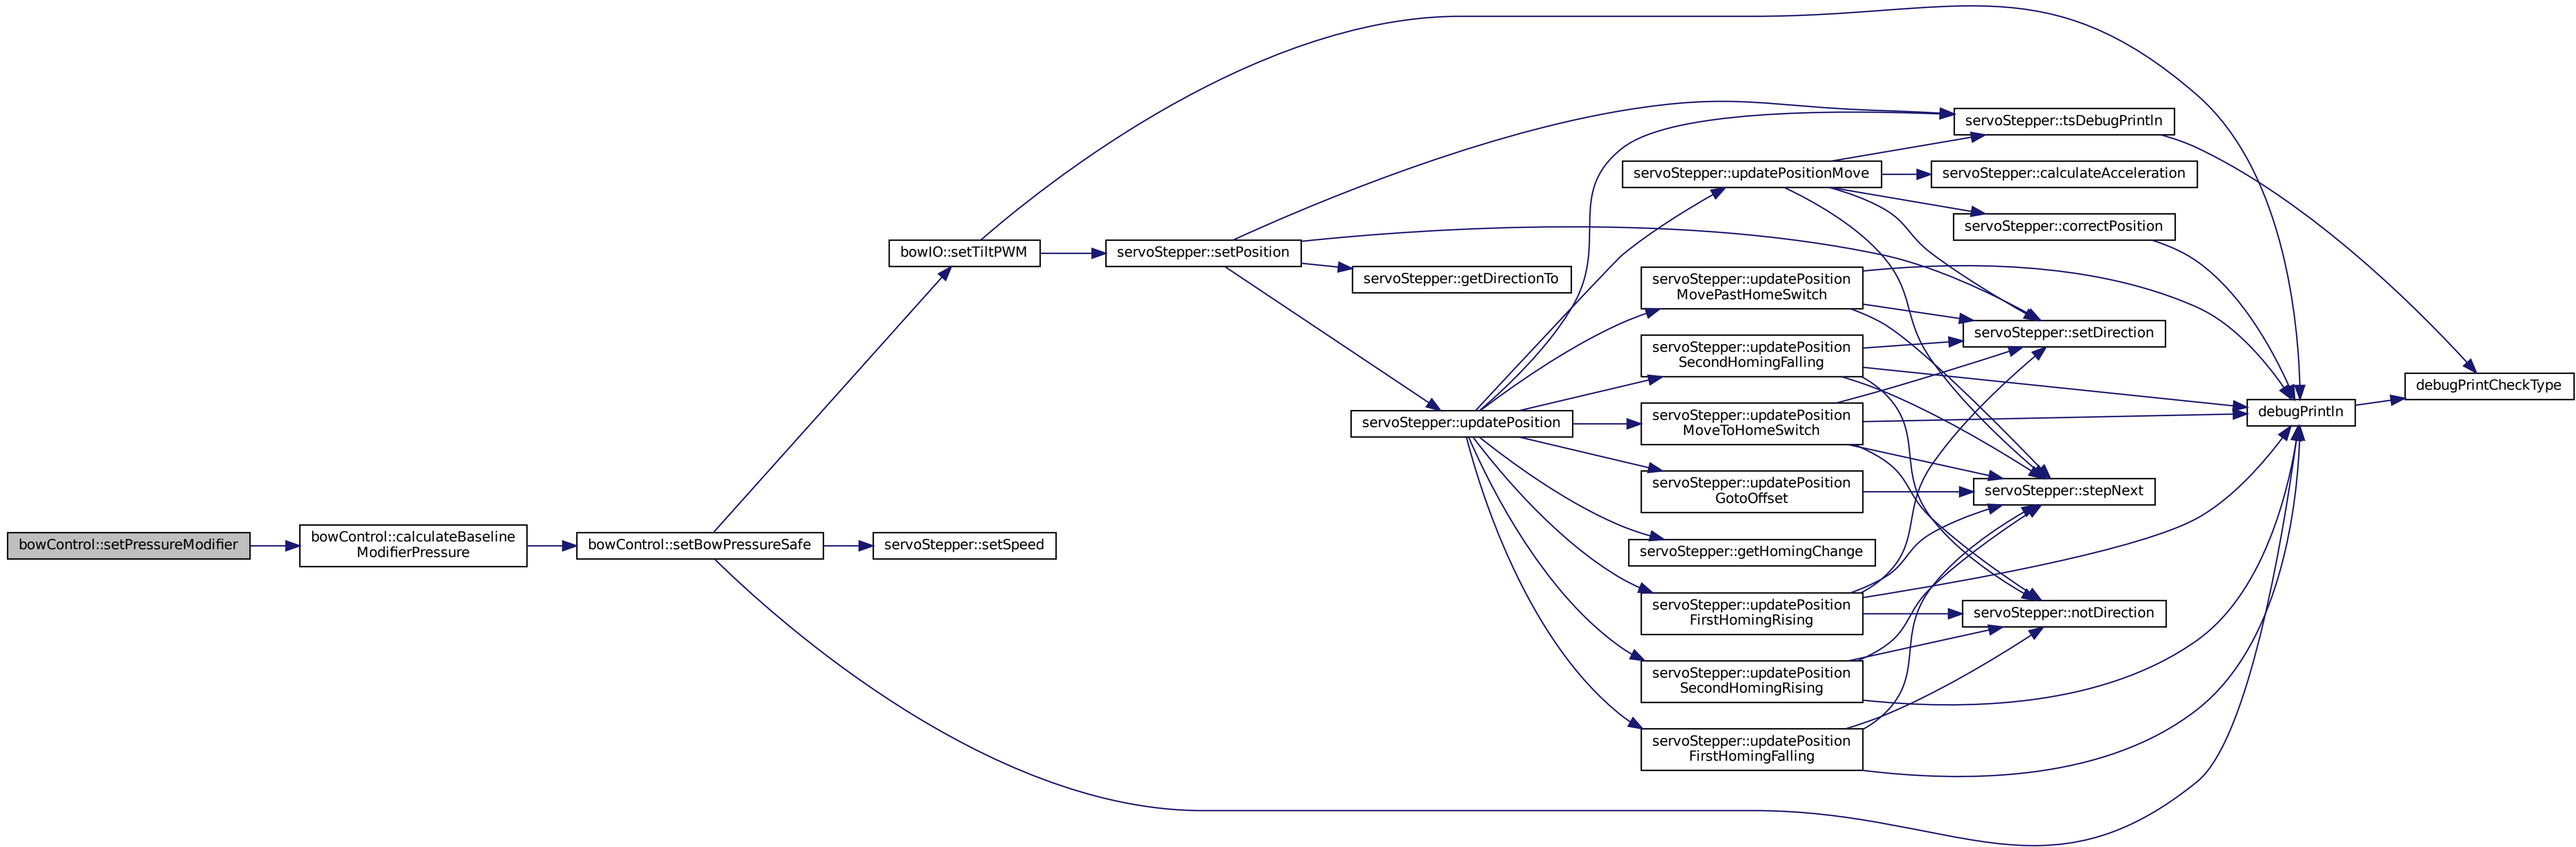 bowControl::setPressureModifier
bowControl::calculateBaseline
ModifierPressure
bowControl::setBowPressureSafe
bowIO::setTiltPWM
servoStepper::setSpeed
servoStepper::setPosition
servoStepper::getDirectionTo
servoStepper::updatePosition
servoStepper::updatePositionMove
servoStepper::updatePosition
MovePastHomeSwitch
servoStepper::updatePosition
SecondHomingFalling
servoStepper::updatePosition
MoveToHomeSwitch
servoStepper::updatePosition
GotoOffset
servoStepper::getHomingChange
servoStepper::updatePosition
FirstHomingRising
servoStepper::updatePosition
SecondHomingRising
servoStepper::updatePosition
FirstHomingFalling
servoStepper::tsDebugPrintln
servoStepper::calculateAcceleration
servoStepper::correctPosition
servoStepper::setDirection
servoStepper::stepNext
servoStepper::notDirection
debugPrintln
debugPrintCheckType